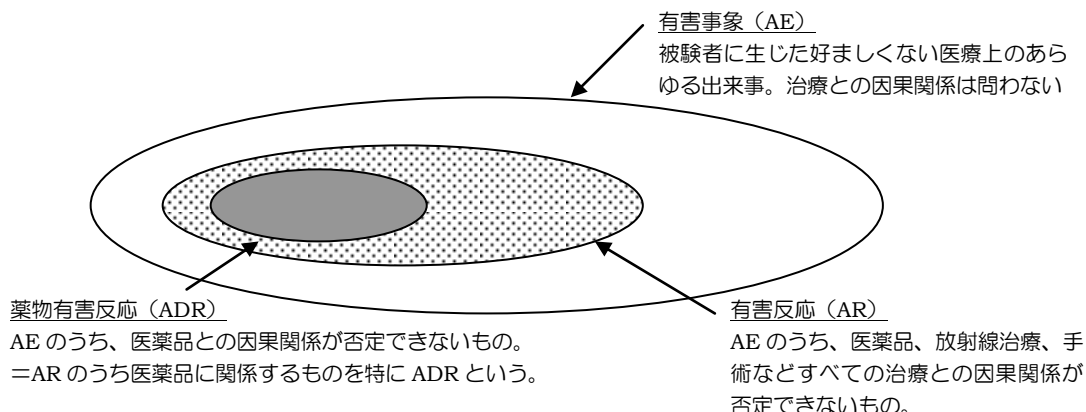 有害事象（AE）
被験者に生じた好ましくない医療上のあら
ゆる出来事。治療との因果関係は問わない
薬物有害反応（ADR）
AE のうち、医薬品との因果関係が否定できないもの。
＝AR のうち医薬品に関係するものを特に ADR という。
有害反応（AR）
AE のうち、医薬品、放射線治療、手
術などすべての治療との因果関係が
否定できないもの。